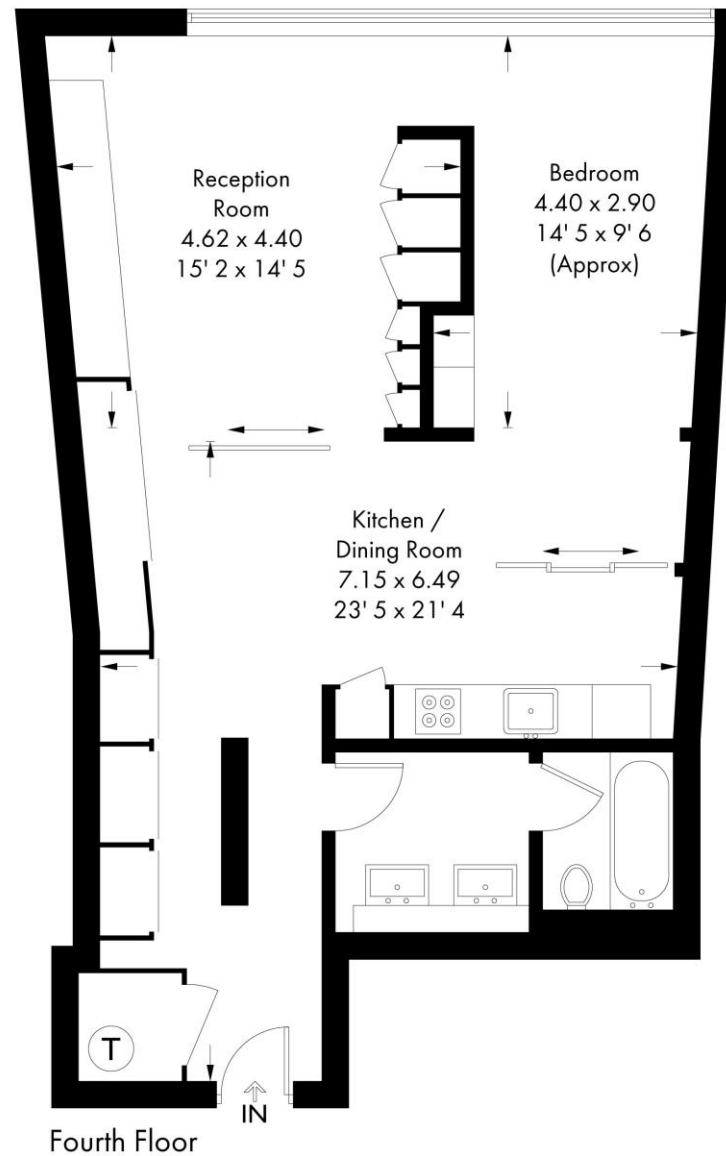 Reception
Room
4.62 x 4.40
15' 2 x 14' 5
Bedroom
4.40 x 2.90
14' 5 x 9' 6
(Approx)
Kitchen /
Dining Room
7.15 x 6.49
23' 5 x 21' 4
T
IN
Fourth Floor